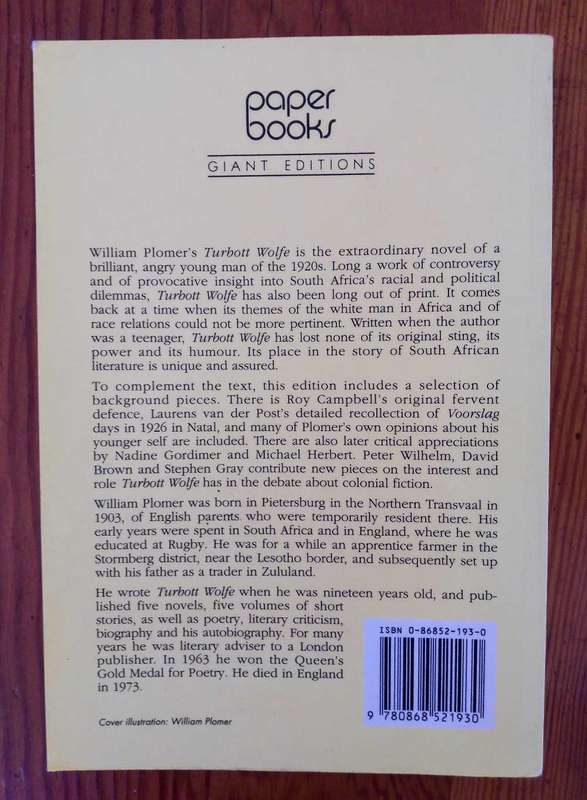 paper
books
GIANT EDITIONS
William Plomer's Turbott Wolfe is the extraordinary novel of a
brilliant, angry young man of the 1920s. Long a work of controversy
and of provocative insight into South Africa's racial and political
dilemmas, Turbott Wolfe has also been long out of print. It comes
back at a time when its themes of the white man in Africa and of
race relations could not be more pertinent. Written when the author
was a teenager, Turbott Wolfe has lost none of its original sting, its
power and its humour. Its place in the story of South African
literature is unique and assured.
To complement the text, this edition includes a selection of
background pieces. There is Roy Campbell's original fervent
defence, Laurens van der Post's detailed recollection of Voorslag
days in 1926 in Natal, and many of Plomer's own opinions about his
younger self are included. There are also later critical appreciations
by Nadine Gordimer and Michael Herbert. Peter Wilhelm, David
Brown and Stephen Gray contribute new pieces on the interest and
role Turbott Wolfe has in the debate about colonial fiction.
William Plomer was born in Pietersburg in the Northern Transvaal in
1903, of English parents who were temporarily resident there. His
early years were spent in South Africa and in England, where he was
educated at Rugby. He was for a while an apprentice farmer in the
Stormberg district, near the Lesotho border, and subsequently set up
with his father as a trader in Zululand.
He wrote Turbott Wolfe when he was nineteen years old, and pub-
lished five novels, five volumes of short
stories, as well as poetry, literary criticism,
biography and his autobiography. For many
years he was literary adviser to a London
publisher. In 1963 he won the Queen's
Gold Medal for Poetry. He died in England
in 1973.
ISBN 0-86852-193-0
9 780868 521930
Cover illustration: William Plomer